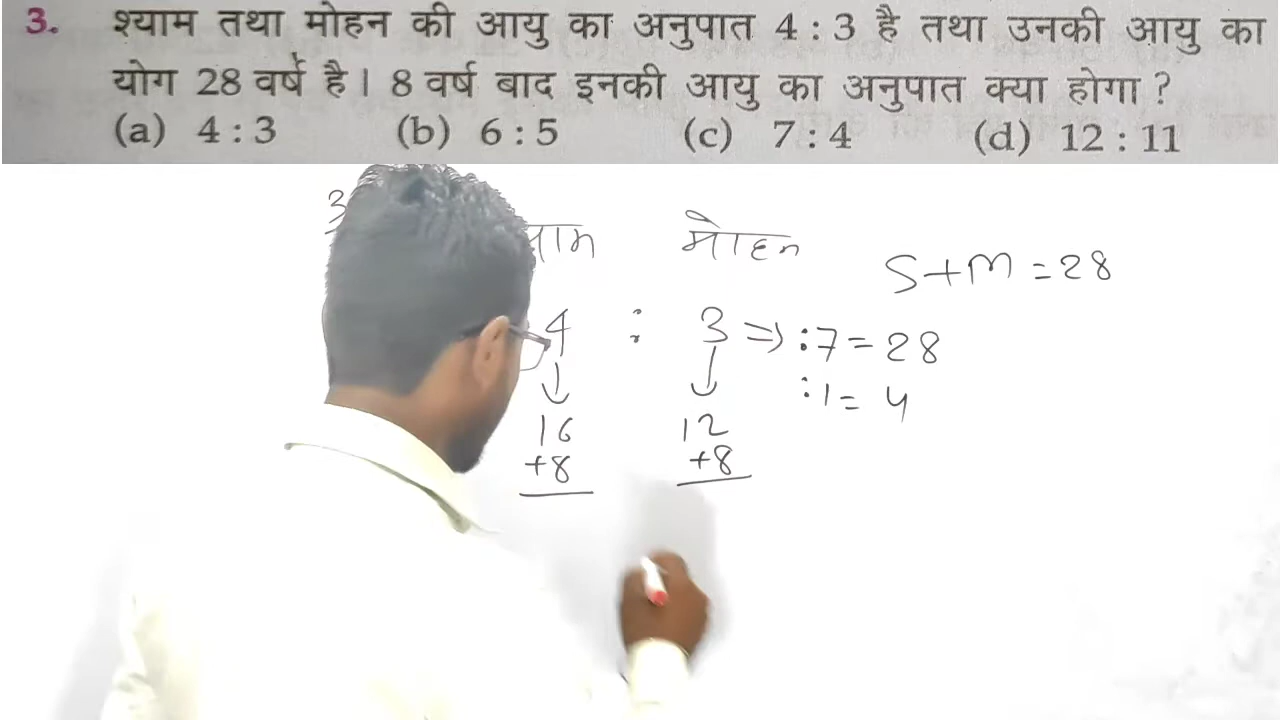 3. श्याम तथा मोहन की आयु का अनुपात 4 : 3 है तथा उनकी आयु का
योग 28 वर्ष है। 8 वर्ष बाद इनकी आयु का अनुपात क्या होगा ?
(a) 4 : 3 (b) 6 : 5 (c) 7 : 4 (d) 12 : 11
मोहन S+M = 28
4 : 3 => : 7 = 28
: 1 = 4
16 12
+8 +8